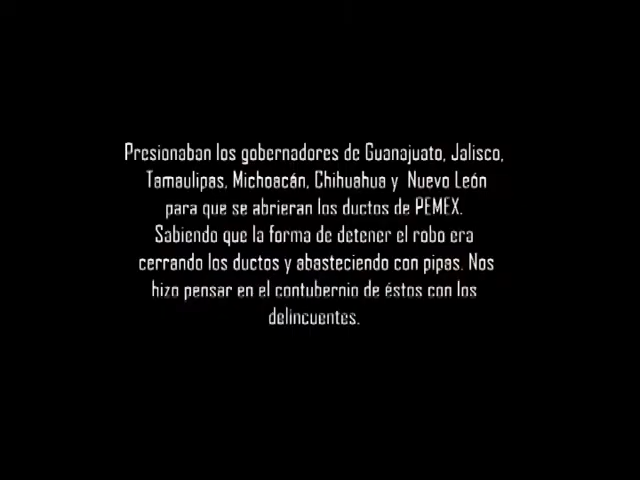 Presionaban los gobernadores de Guanajuato, Jalisco,
Tamaulipas, Michoacán, Chihuahua y Nuevo León
para que se abrieran los ductos de PEMEX.
Sabiendo que la forma de detener el robo era
cerrando los ductos y abasteciendo con pipas. Nos
hizo pensar en el contubernio de éstos con los
delincuentes.